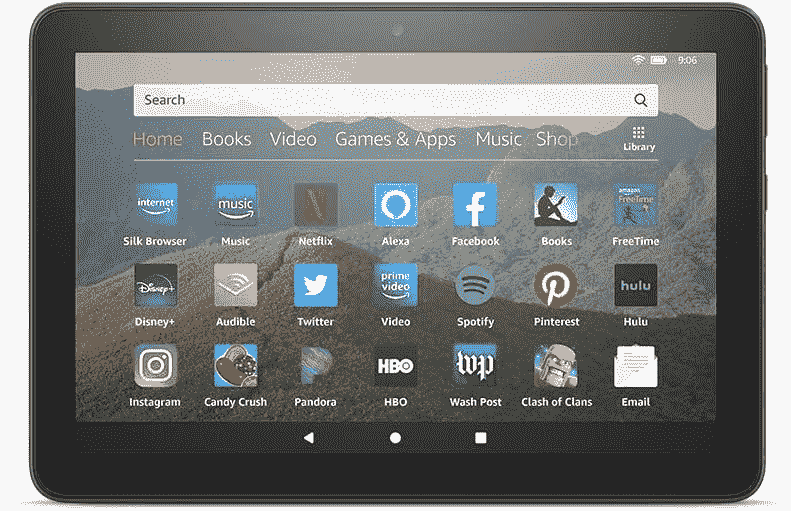 9:06
Search
Home Books Video Games & Apps Music Shop
Library
internet music amazon FreeTime
Silk Browser Music Netflix Alexa Facebook Books FreeTime
Disney+ prime video hulu
Disney+ Audible Twitter Video Spotify Pinterest Hulu
HBO wp
Instagram Candy Crush Pandora HBO Wash Post Clash of Clans Email